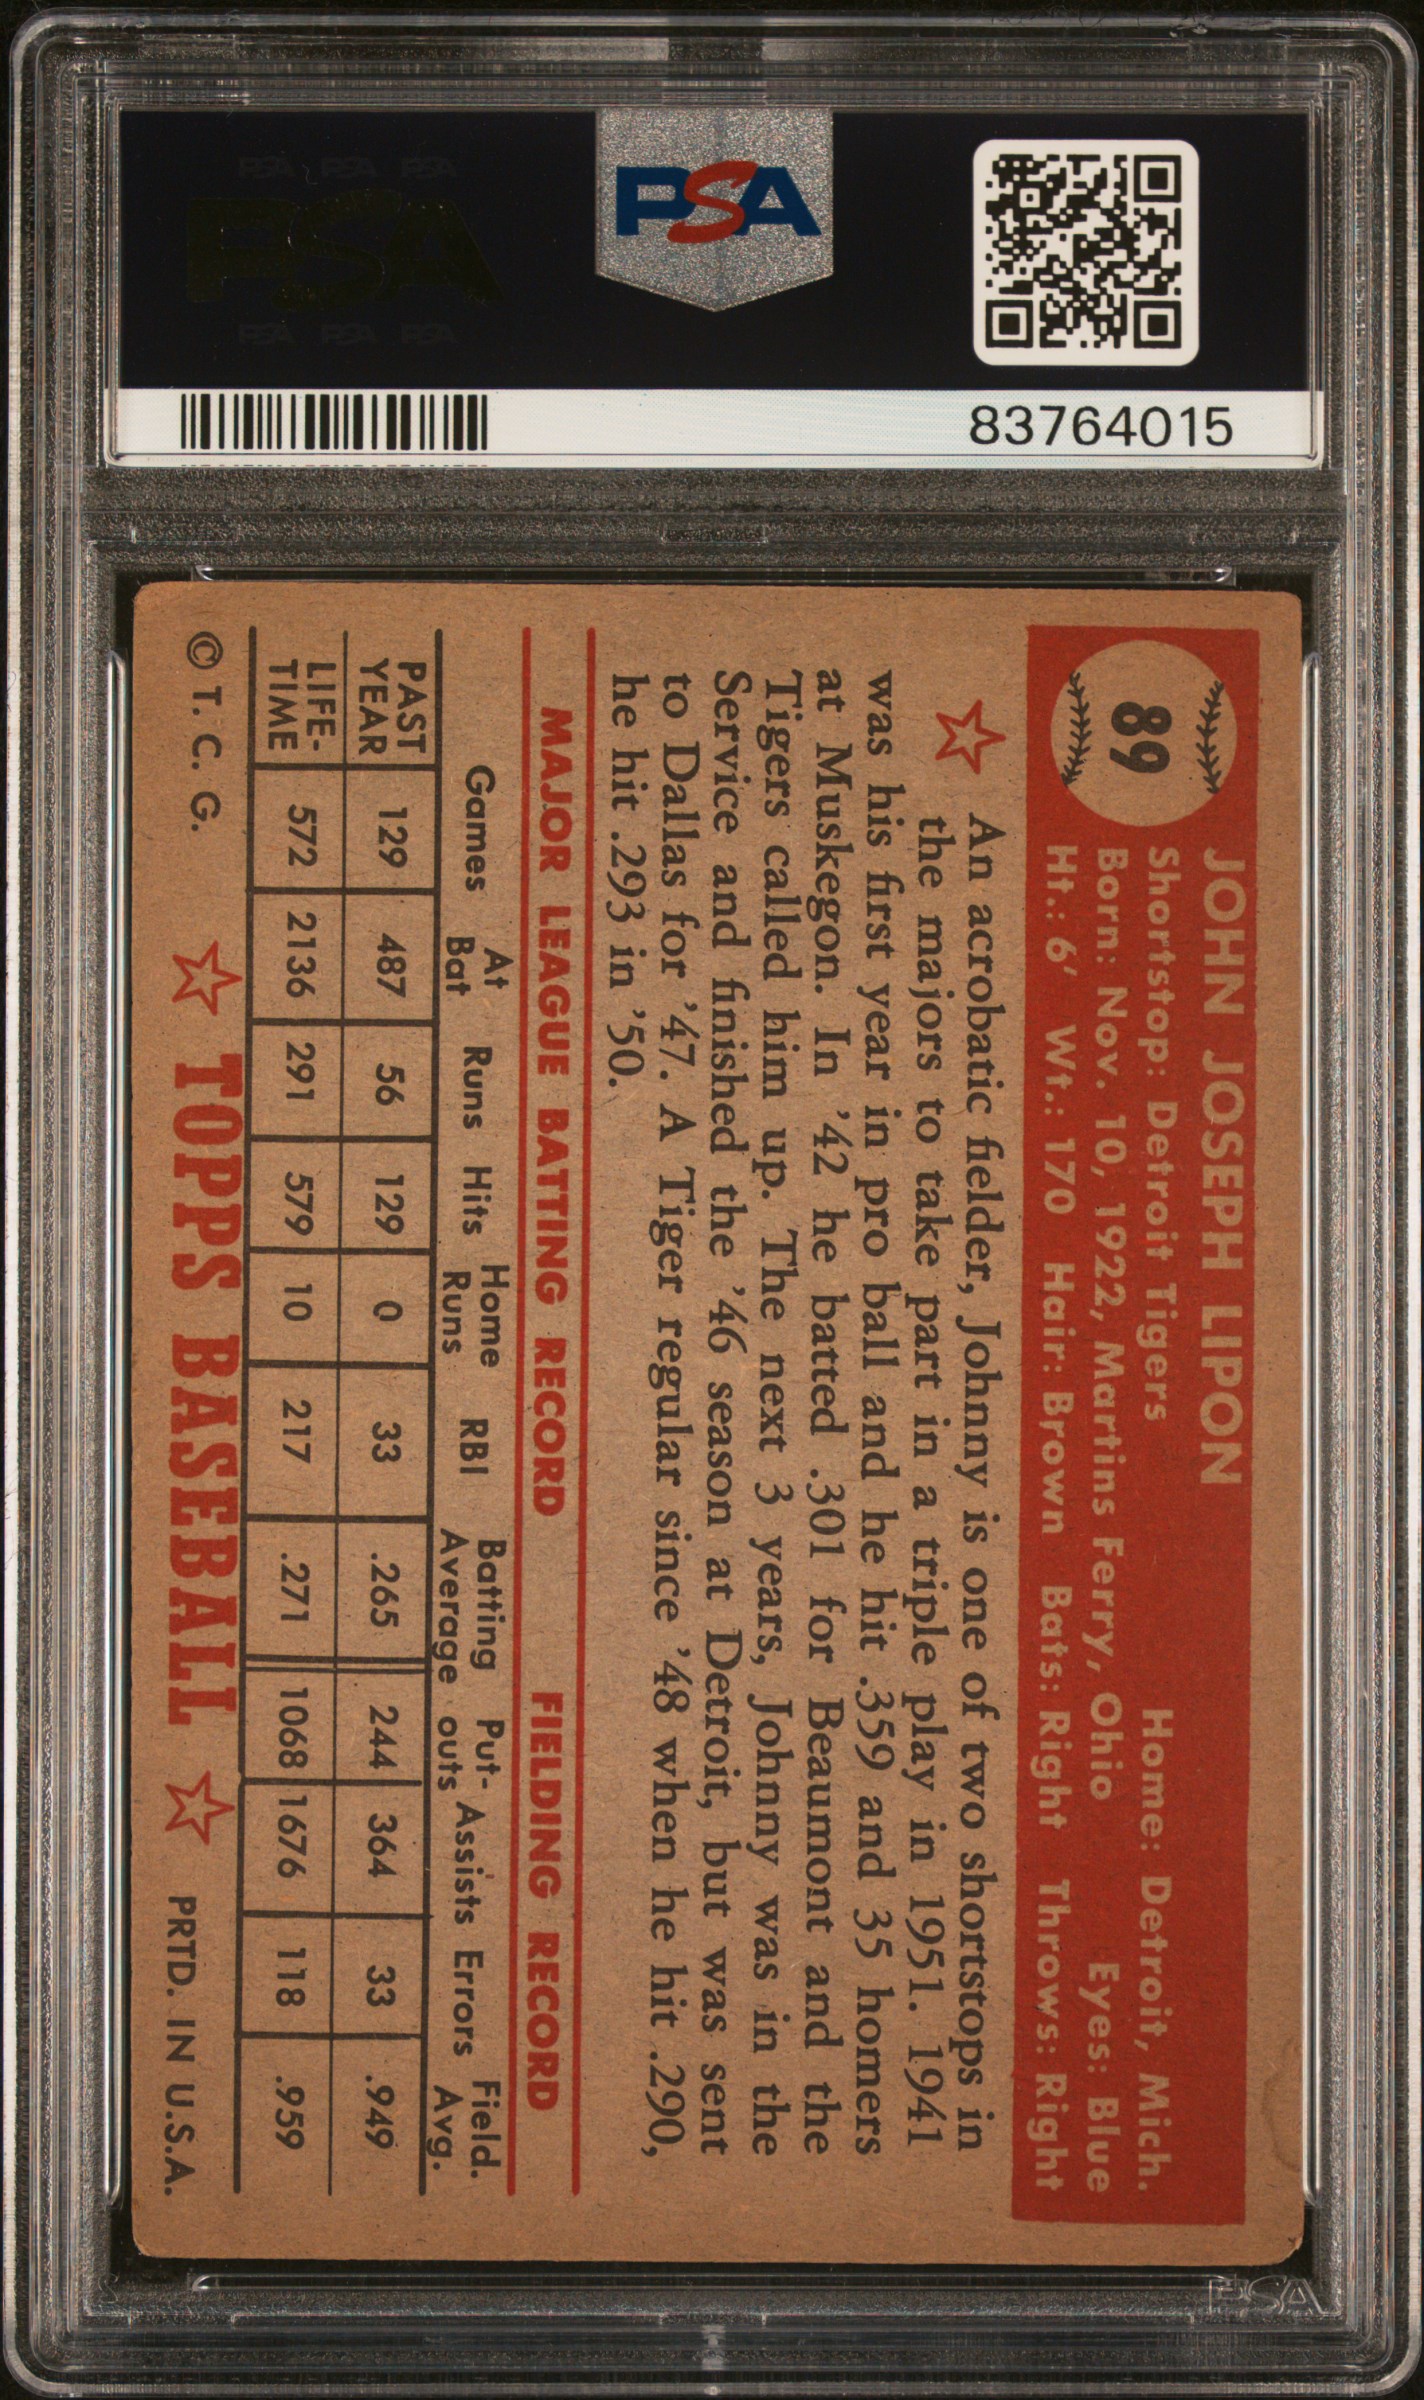 PSA PSA PSA
PSA
PSA PSA PSA
PSA
83764015
89
JOHN JOSEPH LIPON
Shortstop: Detroit Tigers Home: Detroit, Mich.
Born: Nov. 10, 1922, Martins Ferry, Ohio Eyes: Blue
Ht.: 6' Wt.: 170 Hair: Brown Bats: Right Throws: Right
An acrobatic fielder, Johnny is one of two shortstops in
the majors to take part in a triple play in 1951. 1941
was his first year in pro ball and he hit .359 and 35 homers
at Muskegon. In '42 he batted .301 for Beaumont and the
Tigers called him up. The next 3 years, Johnny was in the
Service and finished the '46 season at Detroit, but was sent
to Dallas for '47. A Tiger regular since '48 when he hit .290,
he hit .293 in '50.
MAJOR LEAGUE BATTING RECORD FIELDING RECORD
Games At Bat Runs Hits Home Runs RBI Batting Average Put-outs Assists Errors Field. Avg.
PAST YEAR 129 487 56 129 0 33 .265 244 364 33 .949
LIFE-TIME 572 2136 291 579 10 217 .271 1068 1676 118 .959
© T. C. G. TOPPS BASEBALL PRTD. IN U.S.A.
PSA